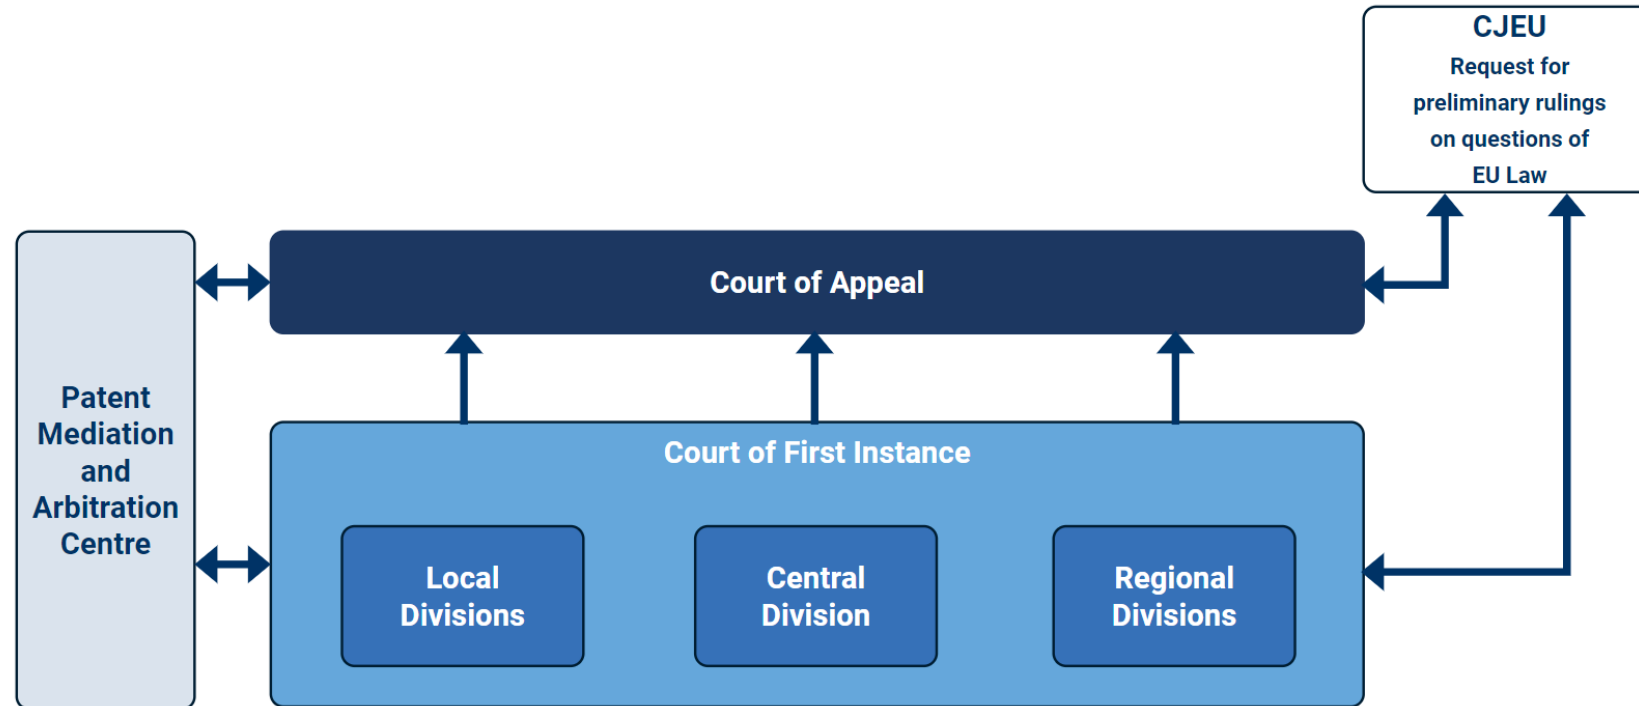 CJEU
Request for
preliminary rulings
on questions of
EU Law
Court of Appeal
Patent
Mediation
and
Arbitration
Centre
Court of First Instance
Local
Divisions
Central
Division
Regional
Divisions